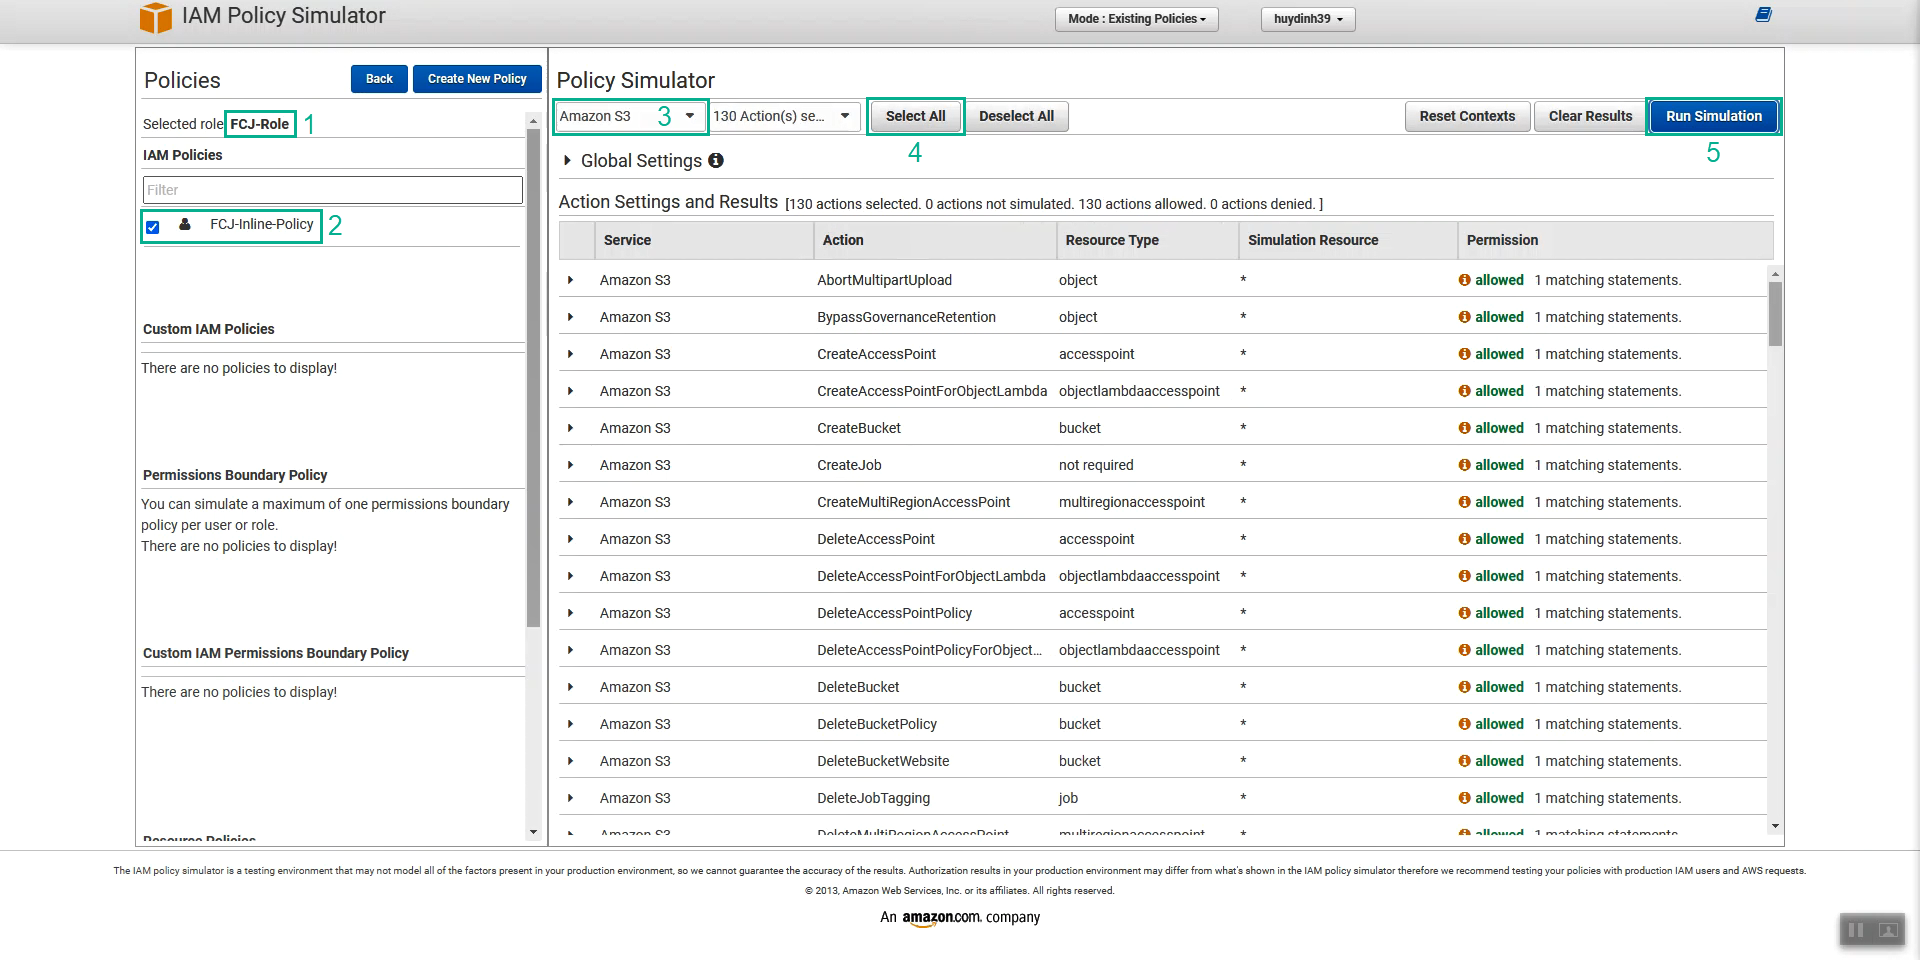 IAM Policy Simulator
Mode : Existing Policies
huydinh39
Policies
Back
Create New Policy
Policy Simulator
Selected role FCJ-Role 1
Amazon S3 3
130 Action(s) se...
Select All
Deselect All
Reset Contexts
Clear Results
Run Simulation
4
5
IAM Policies
Filter
FCJ-Inline-Policy 2
Custom IAM Policies
There are no policies to display!
Permissions Boundary Policy
You can simulate a maximum of one permissions boundary
policy per user or role.
There are no policies to display!
Custom IAM Permissions Boundary Policy
There are no policies to display!
Resource Policies
Global Settings
Action Settings and Results [130 actions selected. 0 actions not simulated. 130 actions allowed. 0 actions denied. ]
Service Action Resource Type Simulation Resource Permission
Amazon S3 AbortMultipartUpload object * allowed 1 matching statements.
Amazon S3 BypassGovernanceRetention object * allowed 1 matching statements.
Amazon S3 CreateAccessPoint accesspoint * allowed 1 matching statements.
Amazon S3 CreateAccessPointForObjectLambda objectlambdaaccesspoint * allowed 1 matching statements.
Amazon S3 CreateBucket bucket * allowed 1 matching statements.
Amazon S3 CreateJob not required * allowed 1 matching statements.
Amazon S3 CreateMultiRegionAccessPoint multiregionaccesspoint * allowed 1 matching statements.
Amazon S3 DeleteAccessPoint accesspoint * allowed 1 matching statements.
Amazon S3 DeleteAccessPointForObjectLambda objectlambdaaccesspoint * allowed 1 matching statements.
Amazon S3 DeleteAccessPointPolicy accesspoint * allowed 1 matching statements.
Amazon S3 DeleteAccessPointPolicyForObject... objectlambdaaccesspoint * allowed 1 matching statements.
Amazon S3 DeleteBucket bucket * allowed 1 matching statements.
Amazon S3 DeleteBucketPolicy bucket * allowed 1 matching statements.
Amazon S3 DeleteBucketWebsite bucket * allowed 1 matching statements.
Amazon S3 DeleteJobTagging job * allowed 1 matching statements.
Amazon S3 DeleteMultiRegionAccessPoint multiregionaccesspoint * allowed 1 matching statements.
The IAM policy simulator is a testing environment that may not model all of the factors present in your production environment, so we cannot guarantee the accuracy of the results. Authorization results in your production environment may differ from what's shown in the IAM policy simulator therefore we recommend testing your policies with production IAM users and AWS requests.
© 2013, Amazon Web Services, Inc. or its affiliates. All rights reserved.
An amazon.com. company